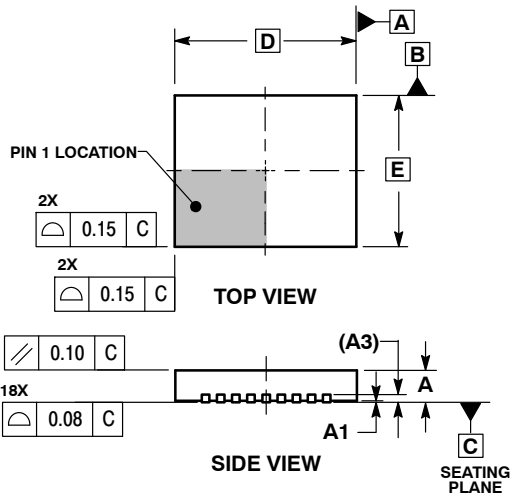 D
A
B
PIN 1 LOCATION
E
2X
⌓ 0.15 C
2X
⌓ 0.15 C
TOP VIEW
// 0.10 C
(A3)
A
18X
⌓ 0.08 C
A1
C
SIDE VIEW
SEATING
PLANE